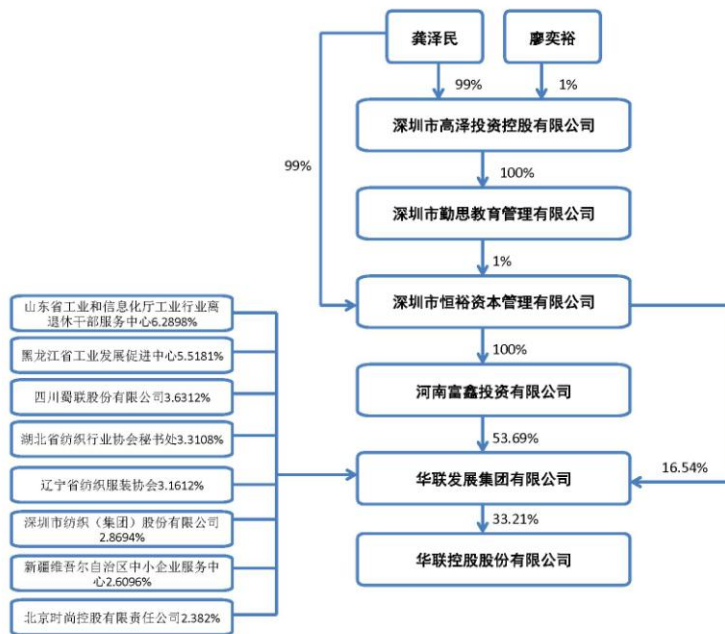 龚泽民
廖奕裕
99%
1%
深圳市高泽投资控股有限公司
99%
100%
深圳市勤思教育管理有限公司
1%
深圳市恒裕资本管理有限公司
100%
河南富鑫投资有限公司
53.69%
华联发展集团有限公司
16.54%
33.21%
华联控股股份有限公司
山东省工业和信息化厅工业行业离
退休干部服务中心6.2898%
黑龙江省工业发展促进中心5.5181%
四川蜀联股份有限公司3.6312%
湖北省纺织行业协会秘书处3.3108%
辽宁省纺织服装协会3.1612%
深圳市纺织（集团）股份有限公司
2.8694%
新疆维吾尔自治区中小企业服务中
心2.6096%
北京时尚控股有限责任公司2.382%